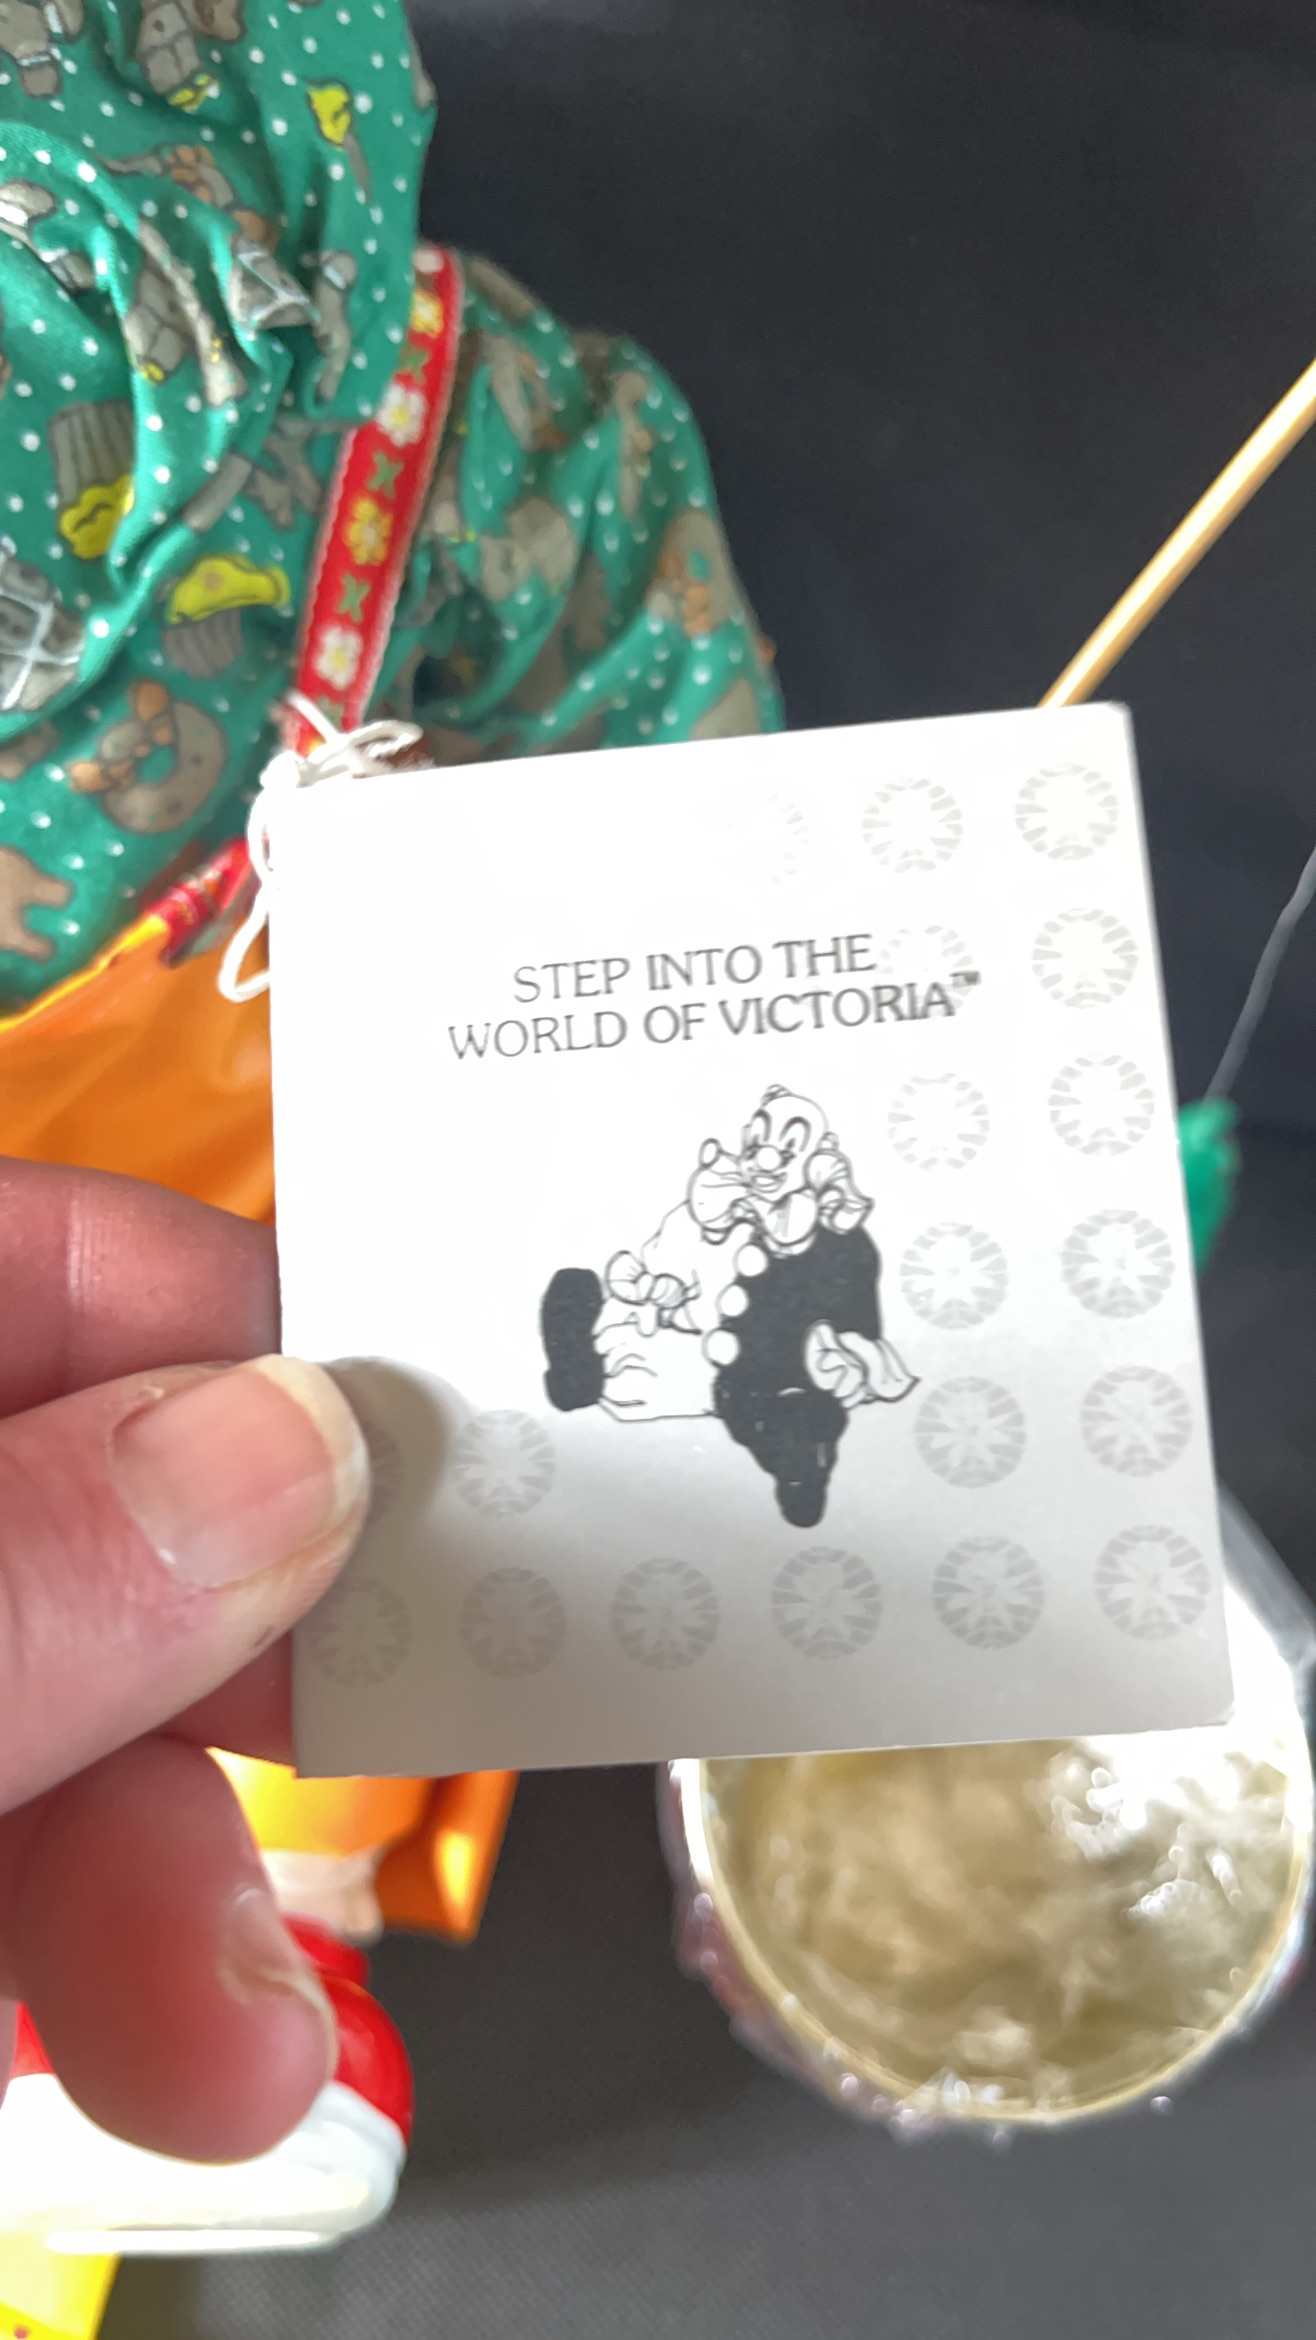 STEP INTO THE
WORLD OF VICTORIA™